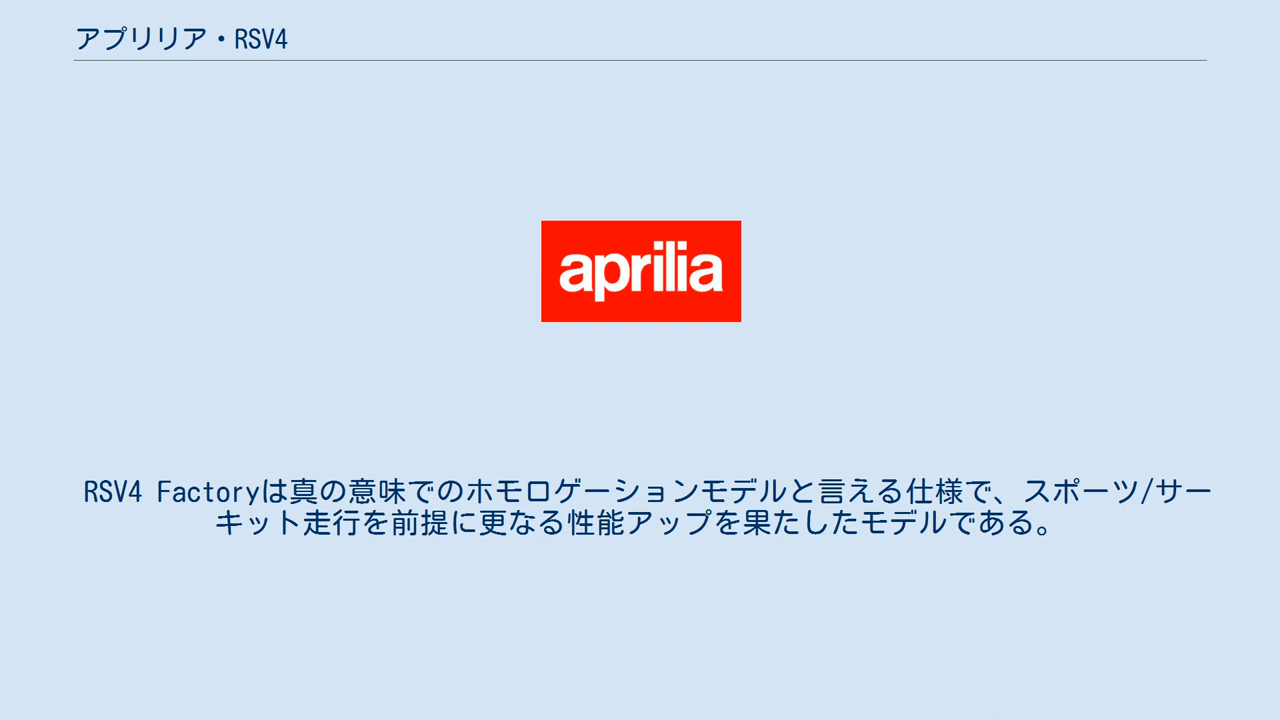 アプリリア・RSV4
aprilia
RSV4 Factoryは真の意味でのホモロゲーションモデルと言える仕様で、スポーツ/サー
キット走行を前提に更なる性能アップを果たしたモデルである。